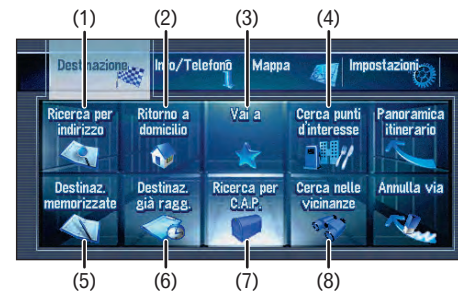 (1) (2) (3) (4)
Destinazione Info/Telefono Mappa Impostazioni
Ricerca per indirizzo
Ritorno a domicilio
Vai a
Cerca punti d'interesse
Panoramica itinerario
Destinaz. memorizzate
Destinaz. già ragg.
Ricerca per C.A.P.
Cerca nelle vicinanze
Annulla via
(5) (6) (7) (8)